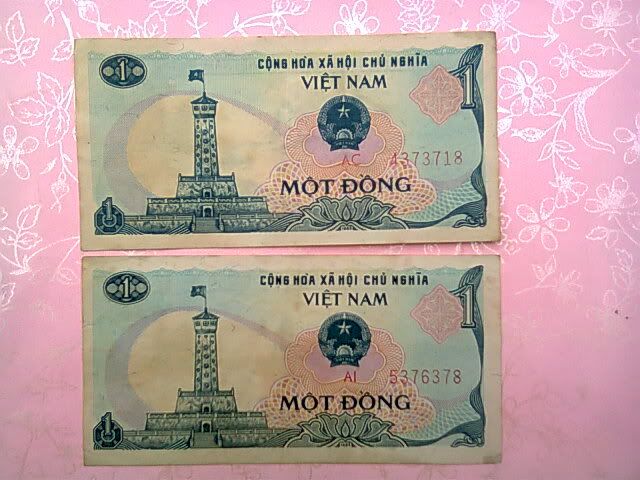 1
CỘNG HÒA XÃ HỘI CHỦ NGHĨA
1
VIỆT NAM
AC 4373718
MỘT ĐỒNG
1
1
CỘNG HÒA XÃ HỘI CHỦ NGHĨA
1
VIỆT NAM
AI 5376378
MỘT ĐỒNG
1